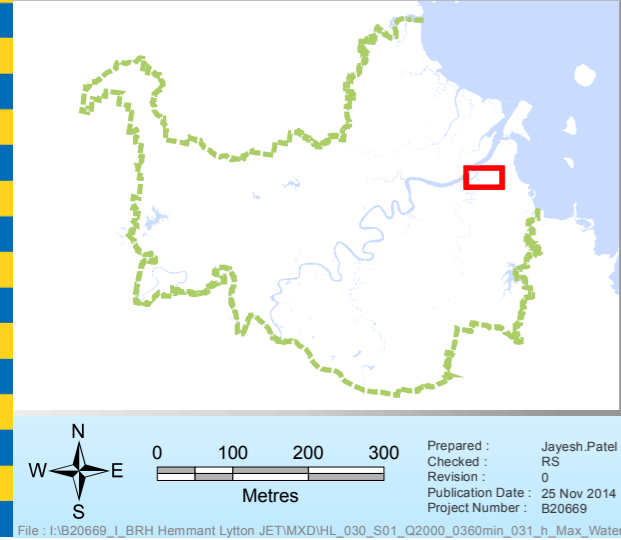 N
W E
S
0 100 200 300
Metres
Prepared : Jayesh.Patel
Checked : RS
Revision : 0
Publication Date : 25 Nov 2014
Project Number : B20669
File : I:\B20669_I_BRH Hemmant Lytton JET\MXD\HL_030_S01_Q2000_0360min_031_h_Max_Wate